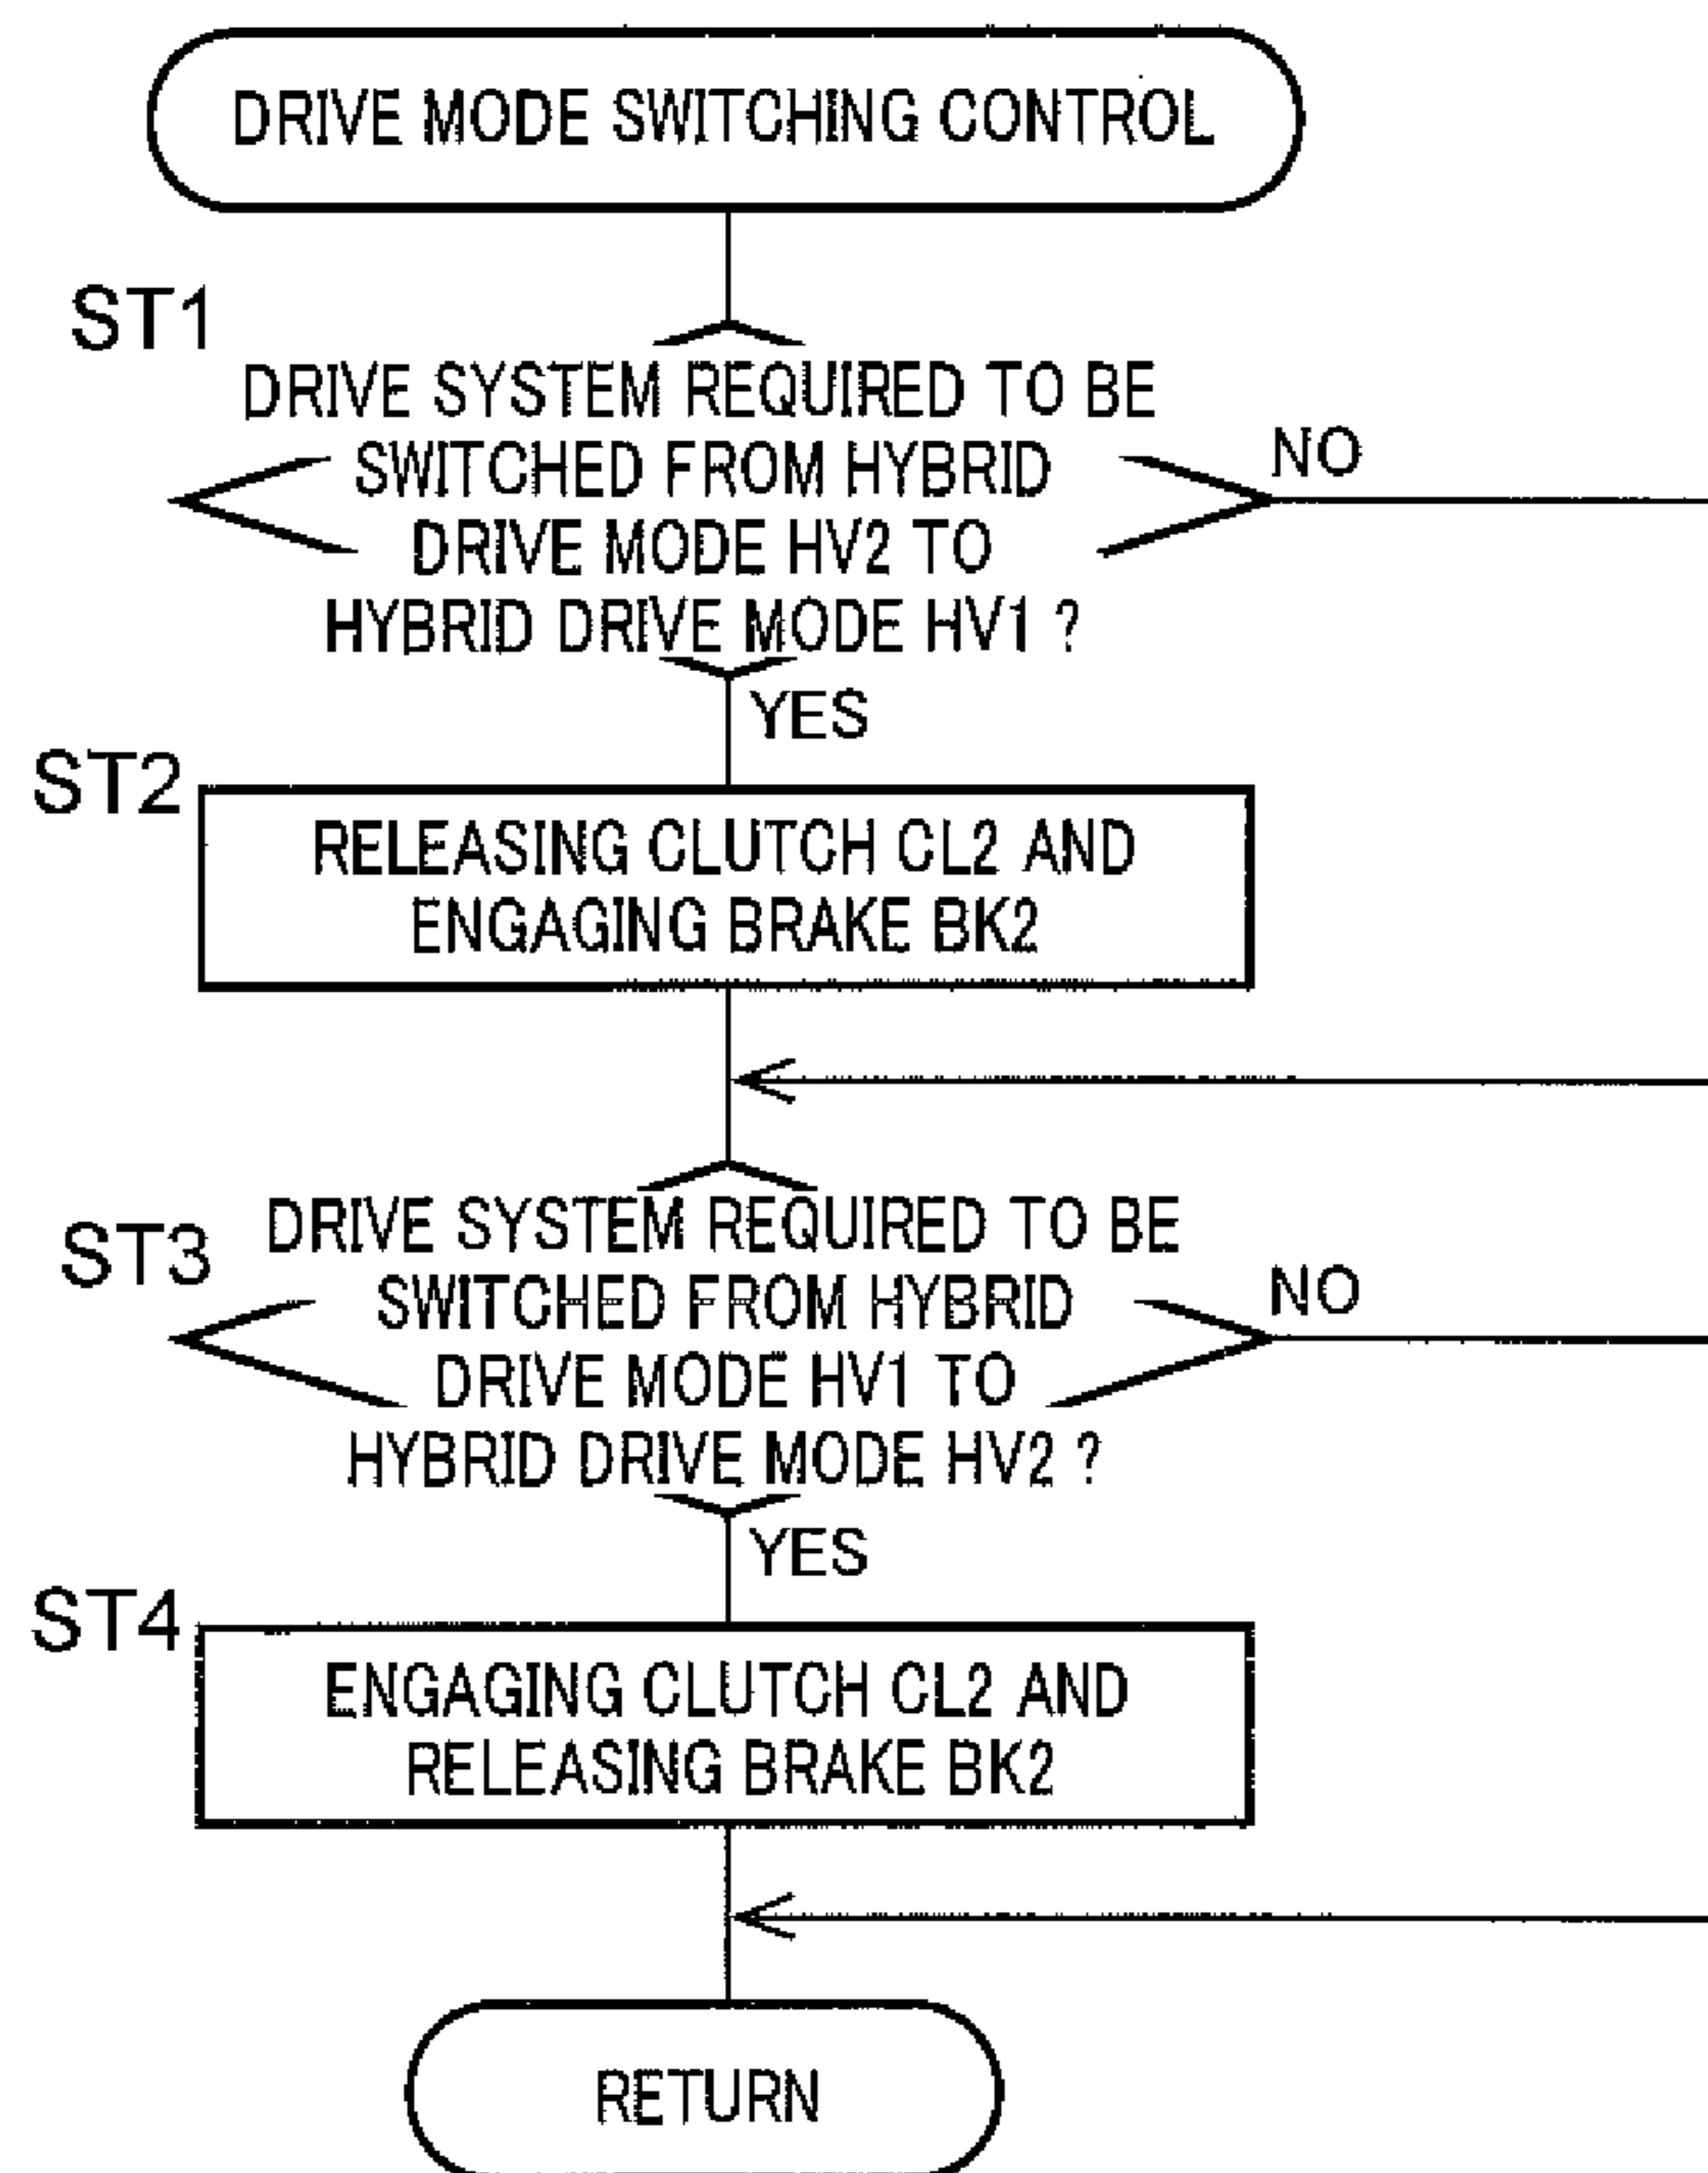 DRIVE MODE SWITCHING CONTROL
ST1
DRIVE SYSTEM REQUIRED TO BE
SWITCHED FROM HYBRID
DRIVE MODE HV2 TO
HYBRID DRIVE MODE HV1 ?
NO
YES
ST2
RELEASING CLUTCH CL2 AND
ENGAGING BRAKE BK2
ST3
DRIVE SYSTEM REQUIRED TO BE
SWITCHED FROM HYBRID
DRIVE MODE HV1 TO
HYBRID DRIVE MODE HV2 ?
NO
YES
ST4
ENGAGING CLUTCH CL2 AND
RELEASING BRAKE BK2
RETURN